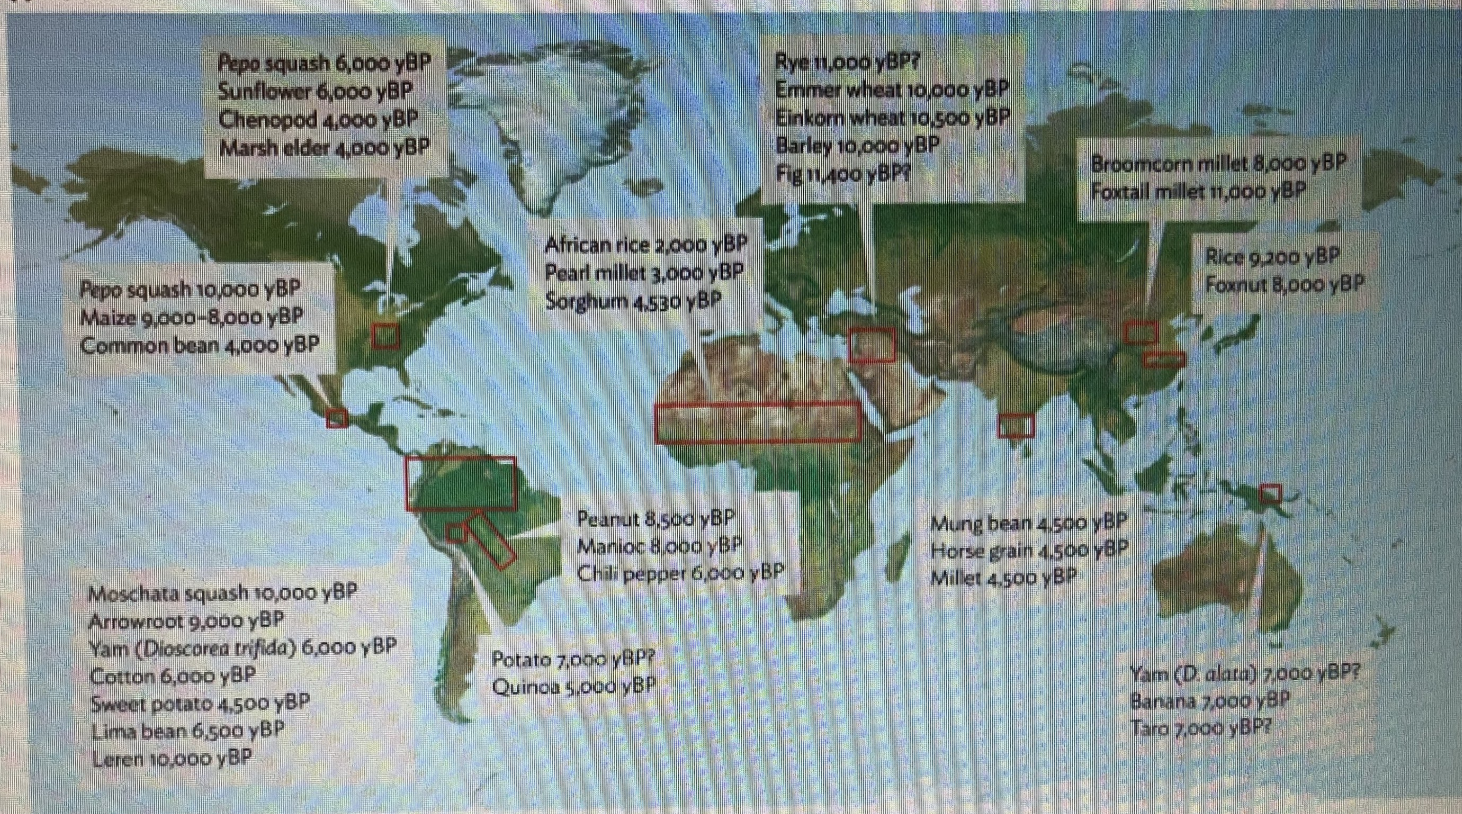 Pepo squash 6,000 yBP
Sunflower 6,000 yBP
Chenopod 4,000 yBP
Marsh elder 4,000 yBP
Rye 11,000 yBP?
Emmer wheat 10,000 yBP
Einkorn wheat 10,500 yBP
Barley 10,000 yBP
Fig 11,400 yBP?
Broomcorn millet 8,000 yBP
Foxtail millet 11,000 yBP
African rice 2,000 yBP
Pearl millet 3,000 yBP
Sorghum 4,530 yBP
Rice 9,200 yBP
Foxnut 8,000 yBP
Pepo squash 10,000 yBP
Maize 9,000–8,000 yBP
Common bean 4,000 yBP
Peanut 8,500 yBP
Manioc 8,000 yBP
Chili pepper 6,000 yBP
Mung bean 4,500 yBP
Horse grain 4,500 yBP
Millet 4,500 yBP
Moschata squash 10,000 yBP
Arrowroot 9,000 yBP
Yam (Dioscorea trifida) 6,000 yBP
Cotton 6,000 yBP
Sweet potato 4,500 yBP
Lima bean 6,500 yBP
Leren 10,000 yBP
Potato 7,000 yBP?
Quinoa 5,000 yBP
Yam (D. alata) 7,000 yBP?
Banana 7,000 yBP
Taro 7,000 yBP?